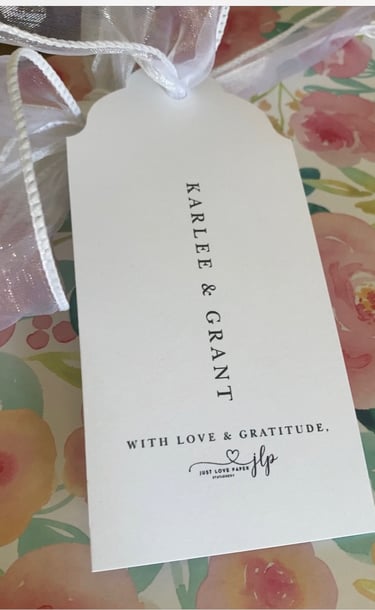 KARLEE & GRANT
WITH LOVE & GRATITUDE,
jlp
JUST LOVE PAPER
STATIONERY